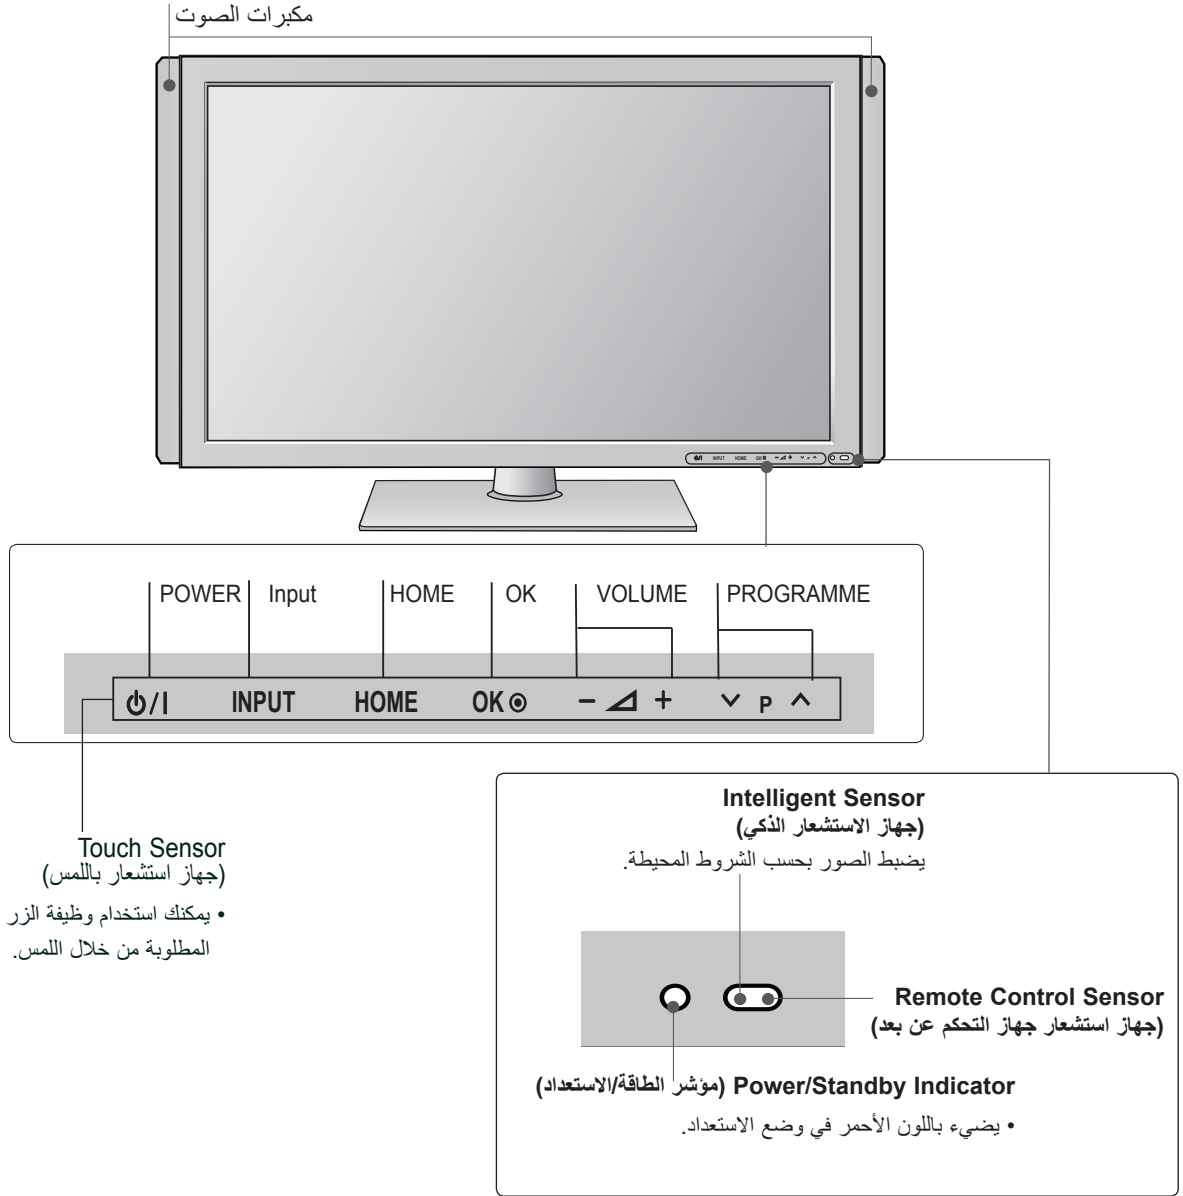 مكبرات الصوت
POWER Input HOME OK VOLUME PROGRAMME
⏻/I INPUT HOME OK - + P
Touch Sensor
(جهاز استشعار باللمس)
• يمكنك استخدام وظيفة الزر
المطلوبة من خلال اللمس.
Intelligent Sensor
(جهاز الاستشعار الذكي)
يضبط الصور بحسب الشروط المحيطة.
Remote Control Sensor
(جهاز استشعار جهاز التحكم عن بعد)
Power/Standby Indicator (مؤشر الطاقة/الاستعداد)
• يضيء باللون الأحمر في وضع الاستعداد.